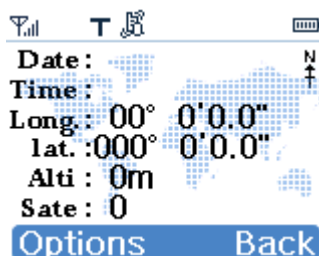 T
N
Date :
Time :
Long. : 00° 0'0.0"
lat. :000° 0'0.0"
Alti : 0m
Sate : 0
Options Back